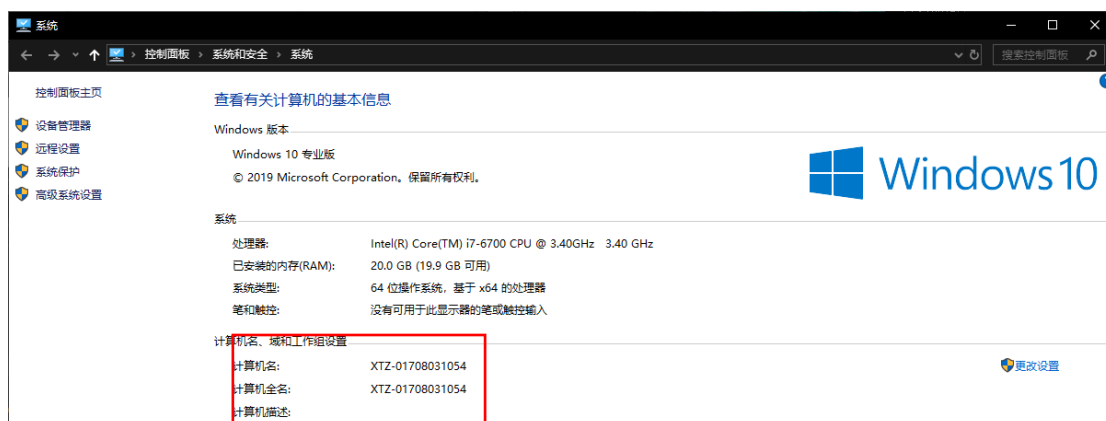 系统
控制面板 › 系统和安全 › 系统
搜索控制面板
控制面板主页
设备管理器
远程设置
系统保护
高级系统设置
查看有关计算机的基本信息
Windows 版本
Windows 10 专业版
© 2019 Microsoft Corporation。保留所有权利。
Windows 10
系统
处理器: Intel(R) Core(TM) i7-6700 CPU @ 3.40GHz 3.40 GHz
已安装的内存(RAM): 20.0 GB (19.9 GB 可用)
系统类型: 64 位操作系统，基于 x64 的处理器
笔和触控: 没有可用于此显示器的笔或触控输入
计算机名、域和工作组设置
计算机名: XTZ-01708031054
更改设置
计算机全名: XTZ-01708031054
计算机描述: